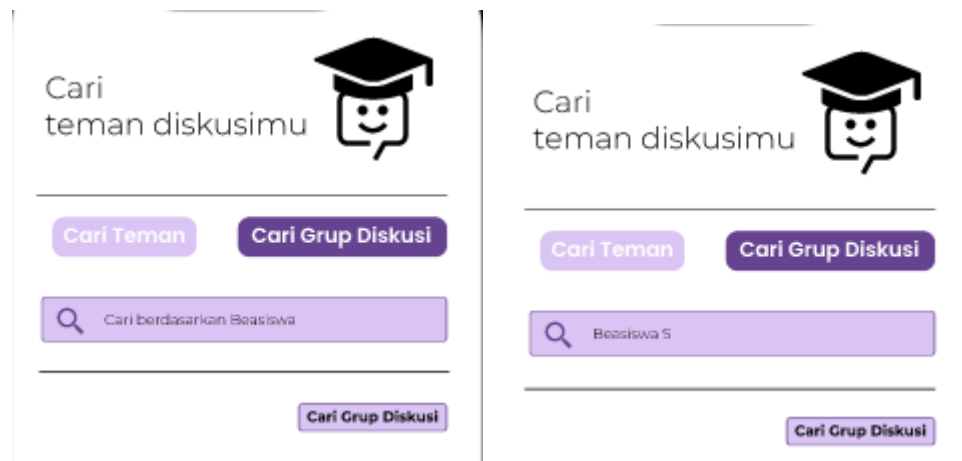 Cari
teman diskusimu
Cari Teman
Cari Grup Diskusi
Cari berdasarkan Beasiswa
Cari Grup Diskusi
Cari
teman diskusimu
Cari Teman
Cari Grup Diskusi
Beasiswa S
Cari Grup Diskusi